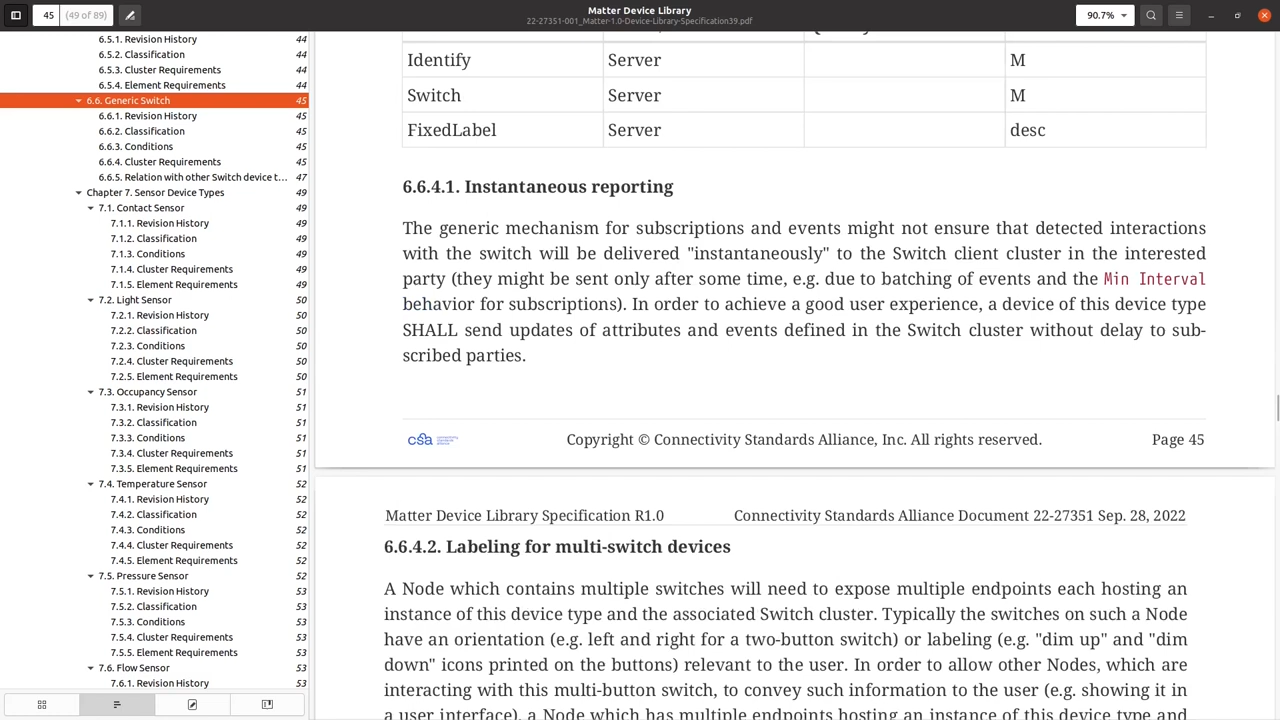 Matter Device Library
22-27351-001_Matter-1.0-Device-Library-Specification39.pdf
45 (49 of 89)
90.7%
6.5.1. Revision History 44
6.5.2. Classification 44
6.5.3. Cluster Requirements 44
6.5.4. Element Requirements 44
6.6. Generic Switch 45
6.6.1. Revision History 45
6.6.2. Classification 45
6.6.3. Conditions 45
6.6.4. Cluster Requirements 45
6.6.5. Relation with other Switch device t... 47
Chapter 7. Sensor Device Types 49
7.1. Contact Sensor 49
7.1.1. Revision History 49
7.1.2. Classification 49
7.1.3. Conditions 49
7.1.4. Cluster Requirements 49
7.1.5. Element Requirements 49
7.2. Light Sensor 50
7.2.1. Revision History 50
7.2.2. Classification 50
7.2.3. Conditions 50
7.2.4. Cluster Requirements 50
7.2.5. Element Requirements 50
7.3. Occupancy Sensor 51
7.3.1. Revision History 51
7.3.2. Classification 51
7.3.3. Conditions 51
7.3.4. Cluster Requirements 51
7.3.5. Element Requirements 51
7.4. Temperature Sensor 52
7.4.1. Revision History 52
7.4.2. Classification 52
7.4.3. Conditions 52
7.4.4. Cluster Requirements 52
7.4.5. Element Requirements 52
7.5. Pressure Sensor 52
7.5.1. Revision History 53
7.5.2. Classification 53
7.5.3. Conditions 53
7.5.4. Cluster Requirements 53
7.5.5. Element Requirements 53
7.6. Flow Sensor 53
7.6.1. Revision History 53
Identify Server M
Switch Server M
FixedLabel Server desc
6.6.4.1. Instantaneous reporting
The generic mechanism for subscriptions and events might not ensure that detected interactions
with the switch will be delivered "instantaneously" to the Switch client cluster in the interested
party (they might be sent only after some time, e.g. due to batching of events and the Min Interval
behavior for subscriptions). In order to achieve a good user experience, a device of this device type
SHALL send updates of attributes and events defined in the Switch cluster without delay to sub-
scribed parties.
csa connectivity standards alliance
Copyright © Connectivity Standards Alliance, Inc. All rights reserved. Page 45
Matter Device Library Specification R1.0 Connectivity Standards Alliance Document 22-27351 Sep. 28, 2022
6.6.4.2. Labeling for multi-switch devices
A Node which contains multiple switches will need to expose multiple endpoints each hosting an
instance of this device type and the associated Switch cluster. Typically the switches on such a Node
have an orientation (e.g. left and right for a two-button switch) or labeling (e.g. "dim up" and "dim
down" icons printed on the buttons) relevant to the user. In order to allow other Nodes, which are
interacting with this multi-button switch, to convey such information to the user (e.g. showing it in
a user interface), a Node which has multiple endpoints hosting an instance of this device type and